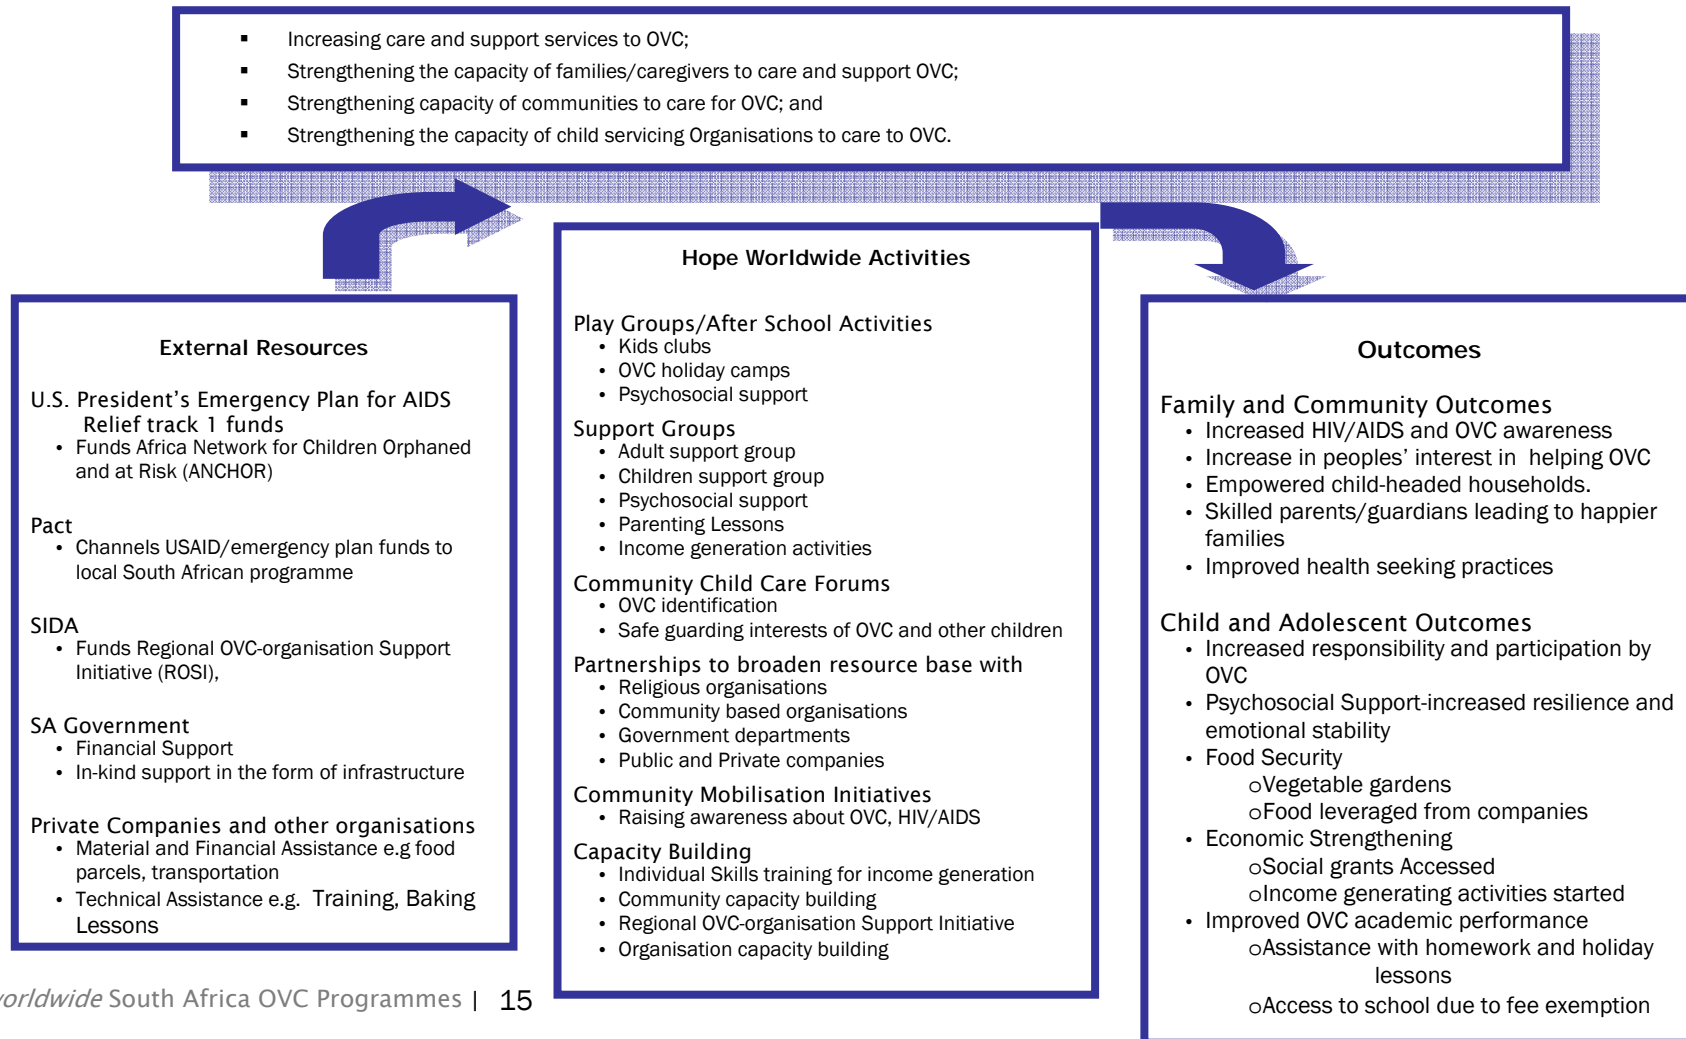 ▪ Increasing care and support services to OVC;
▪ Strengthening the capacity of families/caregivers to care and support OVC;
▪ Strengthening capacity of communities to care for OVC; and
▪ Strengthening the capacity of child servicing Organisations to care to OVC.
External Resources
U.S. President's Emergency Plan for AIDS
Relief track 1 funds
• Funds Africa Network for Children Orphaned
and at Risk (ANCHOR)
Pact
• Channels USAID/emergency plan funds to
local South African programme
SIDA
• Funds Regional OVC-organisation Support
Initiative (ROSI),
SA Government
• Financial Support
• In-kind support in the form of infrastructure
Private Companies and other organisations
• Material and Financial Assistance e.g food
parcels, transportation
• Technical Assistance e.g. Training, Baking
Lessons
Hope Worldwide Activities
Play Groups/After School Activities
• Kids clubs
• OVC holiday camps
• Psychosocial support
Support Groups
• Adult support group
• Children support group
• Psychosocial support
• Parenting Lessons
• Income generation activities
Community Child Care Forums
• OVC identification
• Safe guarding interests of OVC and other children
Partnerships to broaden resource base with
• Religious organisations
• Community based organisations
• Government departments
• Public and Private companies
Community Mobilisation Initiatives
• Raising awareness about OVC, HIV/AIDS
Capacity Building
• Individual Skills training for income generation
• Community capacity building
• Regional OVC-organisation Support Initiative
• Organisation capacity building
Outcomes
Family and Community Outcomes
• Increased HIV/AIDS and OVC awareness
• Increase in peoples' interest in helping OVC
• Empowered child-headed households.
• Skilled parents/guardians leading to happier
families
• Improved health seeking practices
Child and Adolescent Outcomes
• Increased responsibility and participation by
OVC
• Psychosocial Support-increased resilience and
emotional stability
• Food Security
oVegetable gardens
oFood leveraged from companies
• Economic Strengthening
oSocial grants Accessed
oIncome generating activities started
• Improved OVC academic performance
oAssistance with homework and holiday
lessons
oAccess to school due to fee exemption
worldwide South Africa OVC Programmes | 15